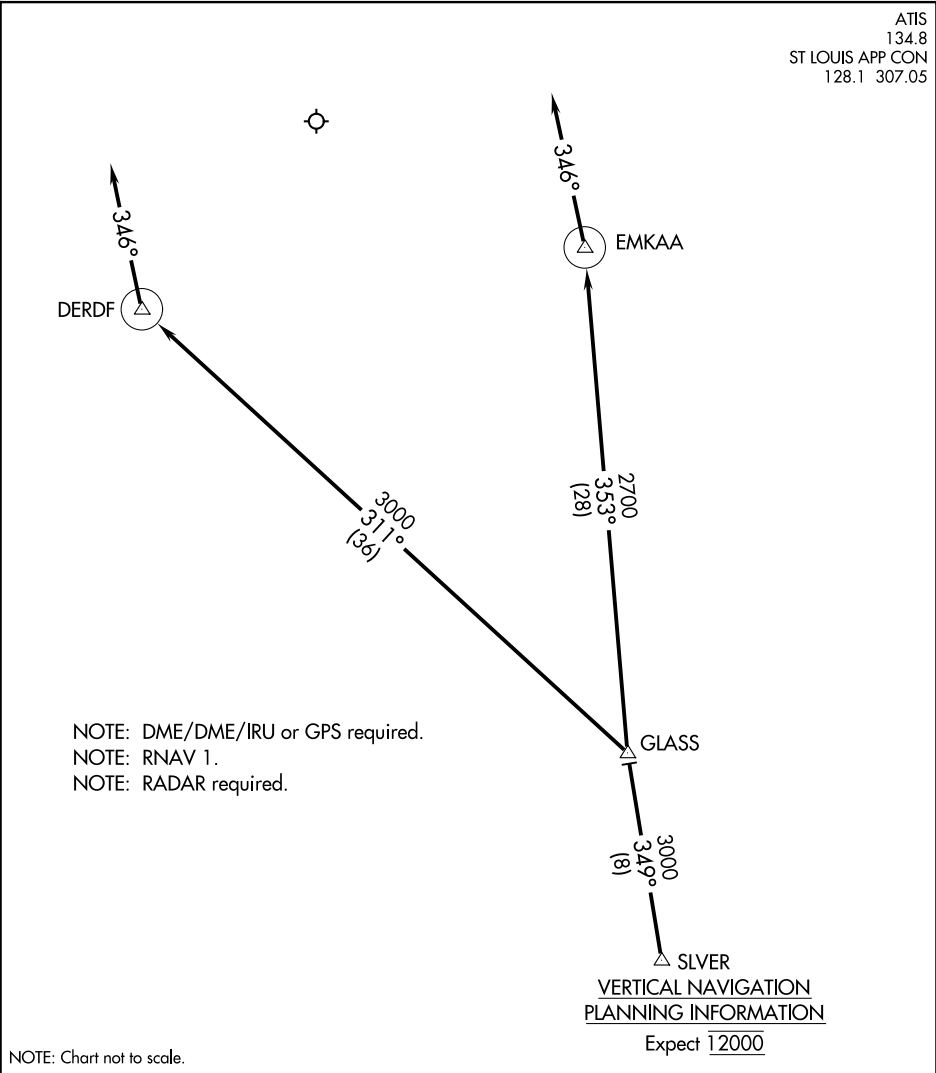 ATIS
134.8
ST LOUIS APP CON
128.1 307.05
346°
346°
EMKAA
DERDF
2700
353°
(28)
3000
311°
(36)
NOTE: DME/DME/IRU or GPS required.
NOTE: RNAV 1.
NOTE: RADAR required.
GLASS
3000
349°
(8)
SLVER
VERTICAL NAVIGATION
PLANNING INFORMATION
Expect 12000
NOTE: Chart not to scale.